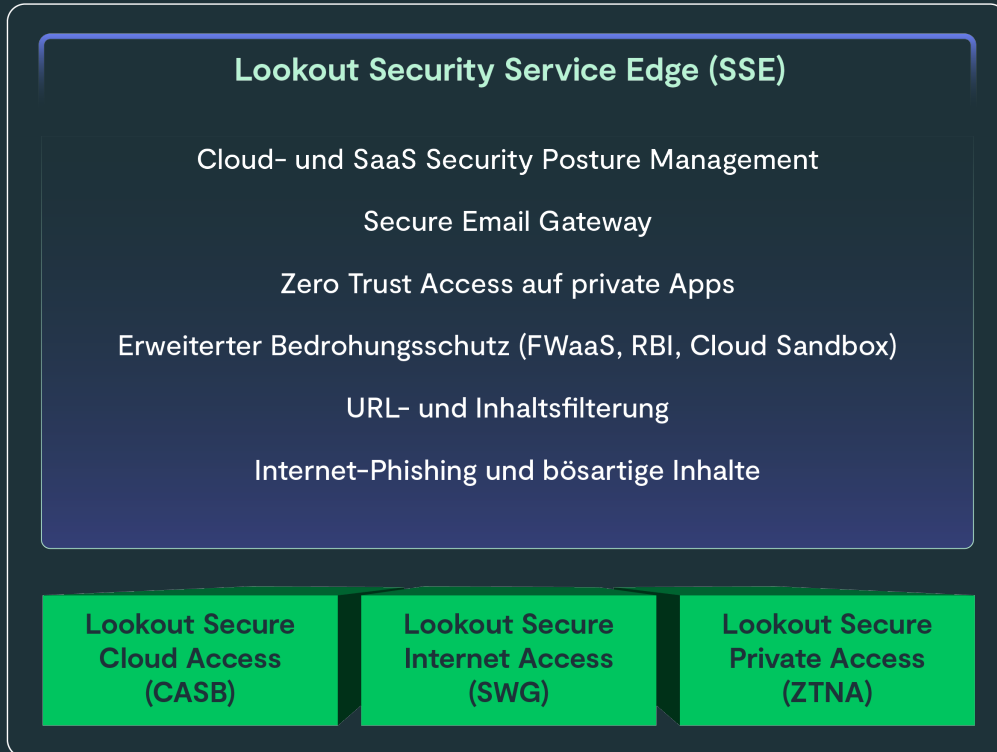 Lookout Security Service Edge (SSE)
Cloud- und SaaS Security Posture Management
Secure Email Gateway
Zero Trust Access auf private Apps
Erweiterter Bedrohungsschutz (FWaaS, RBI, Cloud Sandbox)
URL- und Inhaltsfilterung
Internet-Phishing und bösartige Inhalte
Lookout Secure
Cloud Access
(CASB)
Lookout Secure
Internet Access
(SWG)
Lookout Secure
Private Access
(ZTNA)